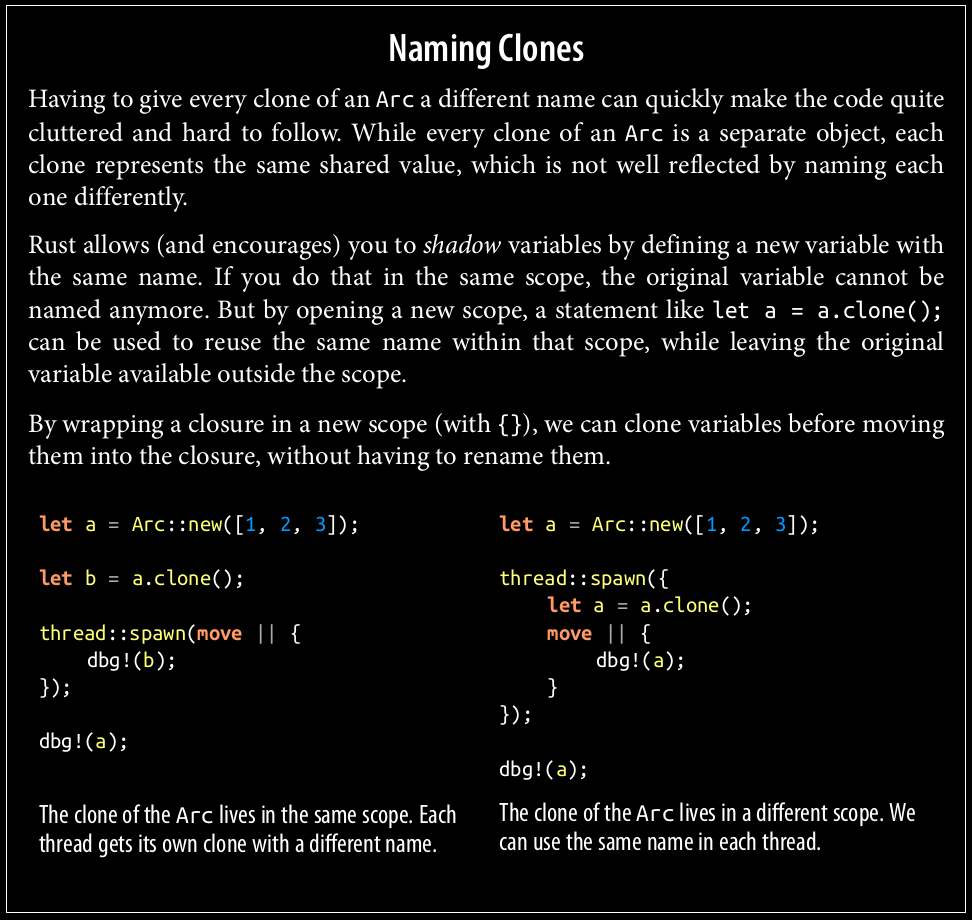 Naming Clones
Having to give every clone of an Arc a different name can quickly make the code quite
cluttered and hard to follow. While every clone of an Arc is a separate object, each
clone represents the same shared value, which is not well reflected by naming each
one differently.
Rust allows (and encourages) you to shadow variables by defining a new variable with
the same name. If you do that in the same scope, the original variable cannot be
named anymore. But by opening a new scope, a statement like let a = a.clone();
can be used to reuse the same name within that scope, while leaving the original
variable available outside the scope.
By wrapping a closure in a new scope (with {}), we can clone variables before moving
them into the closure, without having to rename them.
let a = Arc::new([1, 2, 3]);
let b = a.clone();
thread::spawn(move || {
    dbg!(b);
});
dbg!(a);
The clone of the Arc lives in the same scope. Each
thread gets its own clone with a different name.
let a = Arc::new([1, 2, 3]);
thread::spawn({
    let a = a.clone();
    move || {
        dbg!(a);
    }
});
dbg!(a);
The clone of the Arc lives in a different scope. We
can use the same name in each thread.